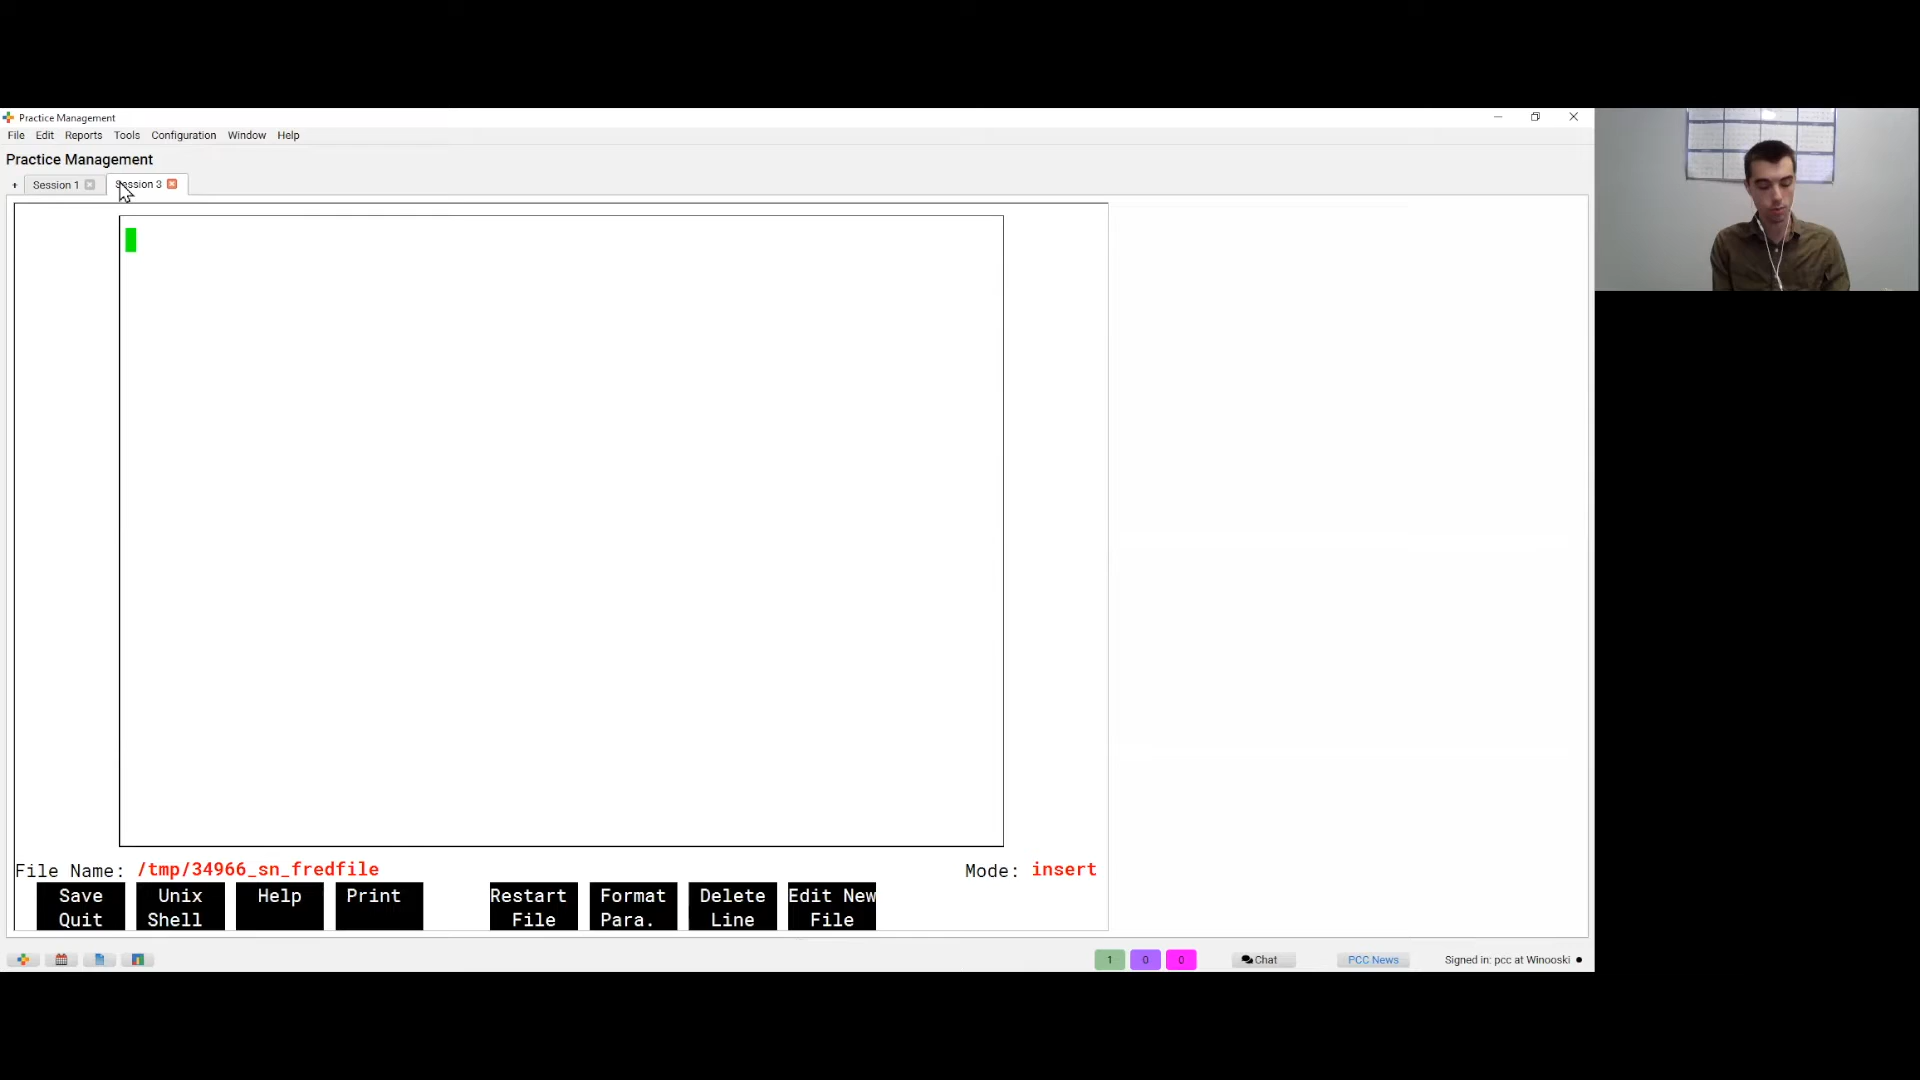 Practice Management
File Edit Reports Tools Configuration Window Help
Practice Management
+ Session 1 Session 3
File Name: /tmp/34966_sn_fredfile Mode: insert
Save Quit Unix Shell Help Print Restart File Format Para. Delete Line Edit New File
1 0 0 Chat PCC News Signed in: pcc at Winooski